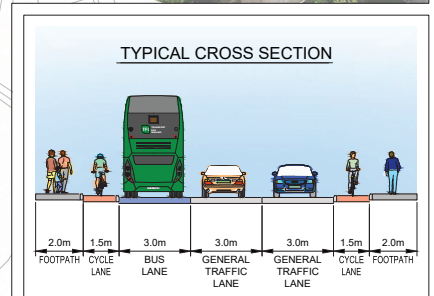 TYPICAL CROSS SECTION
2.0m 1.5m 3.0m 3.0m 3.0m 1.5m 2.0m
FOOTPATH CYCLE LANE BUS LANE GENERAL TRAFFIC LANE GENERAL TRAFFIC LANE CYCLE LANE FOOTPATH